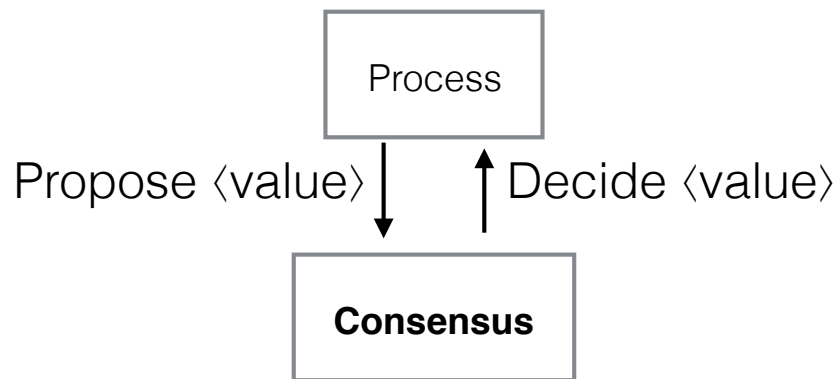 Process
Propose ⟨value⟩ Decide ⟨value⟩
Consensus